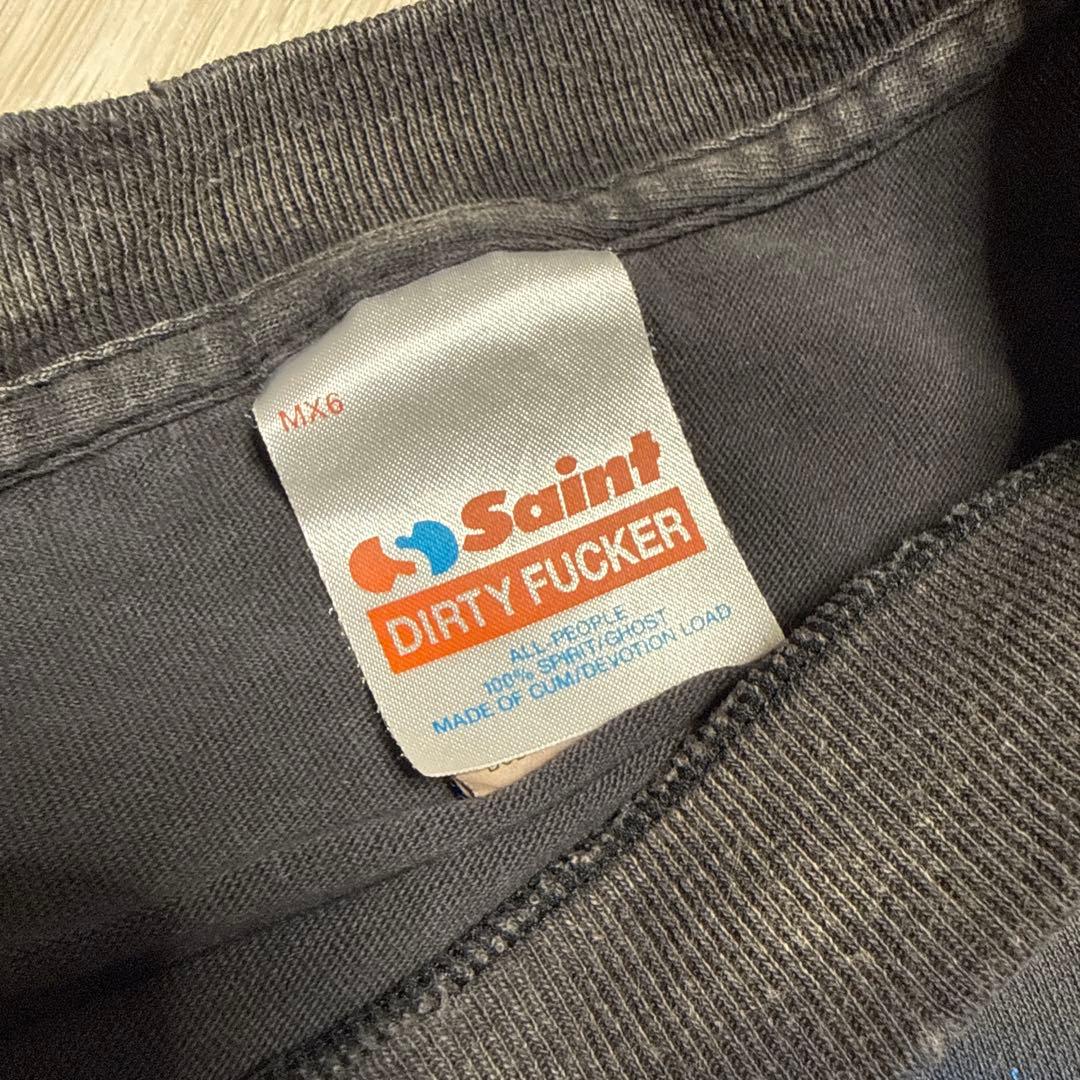 MX6
Saint
DIRTY FUCKER
ALL PEOPLE
100% SPIRIT/GHOST
MADE OF CUM/DEVOTION LOAD